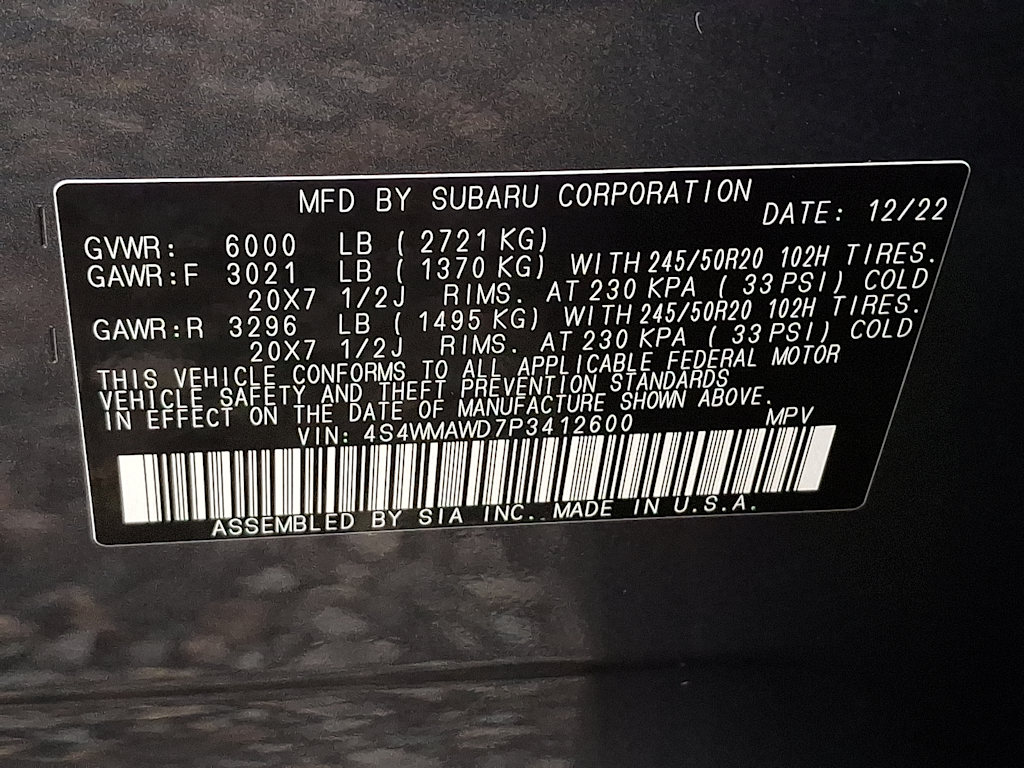 MFD BY SUBARU CORPORATION
DATE: 12/22
GVWR: 6000 LB ( 2721 KG)
GAWR:F 3021 LB ( 1370 KG) WITH 245/50R20 102H TIRES.
20X7 1/2J RIMS. AT 230 KPA ( 33 PSI) COLD
GAWR:R 3296 LB ( 1495 KG) WITH 245/50R20 102H TIRES.
20X7 1/2J RIMS. AT 230 KPA ( 33 PSI) COLD
THIS VEHICLE CONFORMS TO ALL APPLICABLE FEDERAL MOTOR
VEHICLE SAFETY AND THEFT PREVENTION STANDARDS
IN EFFECT ON THE DATE OF MANUFACTURE SHOWN ABOVE.
VIN: 4S4WMAWD7P3412600 MPV
ASSEMBLED BY SIA INC. MADE IN U.S.A.